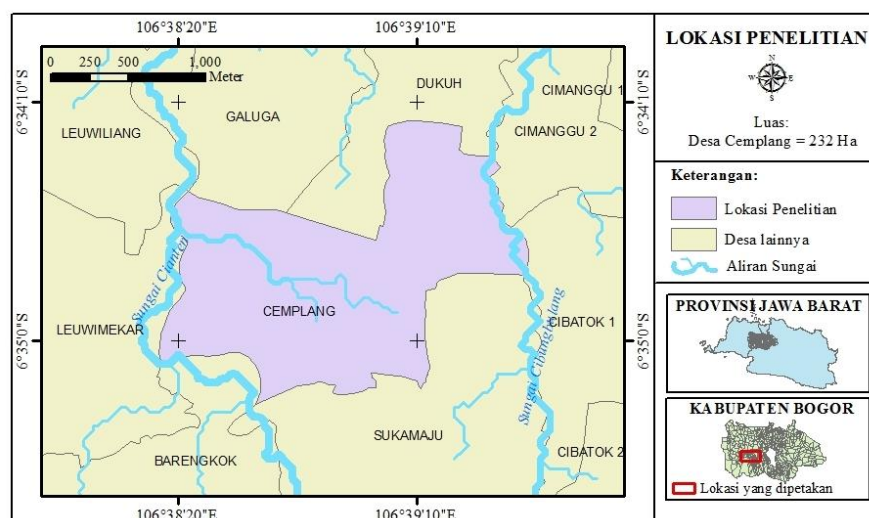 106°38'20"E 106°39'10"E
0 250 500 1,000
Meter
6°34'10"S
6°35'0"S
LEUWILIANG
GALUGA
DUKUH
CIMANGGU 1
CIMANGGU 2
Sungai Cianten
LEUWIMEKAR
CEMPLANG
Sungai Cibungbulang
CIBATOK 1
BARENGKOK
SUKAMAJU
CIBATOK 2
6°34'10"S
6°35'0"S
106°38'20"E 106°39'10"E
LOKASI PENELITIAN
N
W E
S
Luas:
Desa Cemplang = 232 Ha
Keterangan:
Lokasi Penelitian
Desa lainnya
Aliran Sungai
PROVINSI JAWA BARAT
KABUPATEN BOGOR
Lokasi yang dipetakan